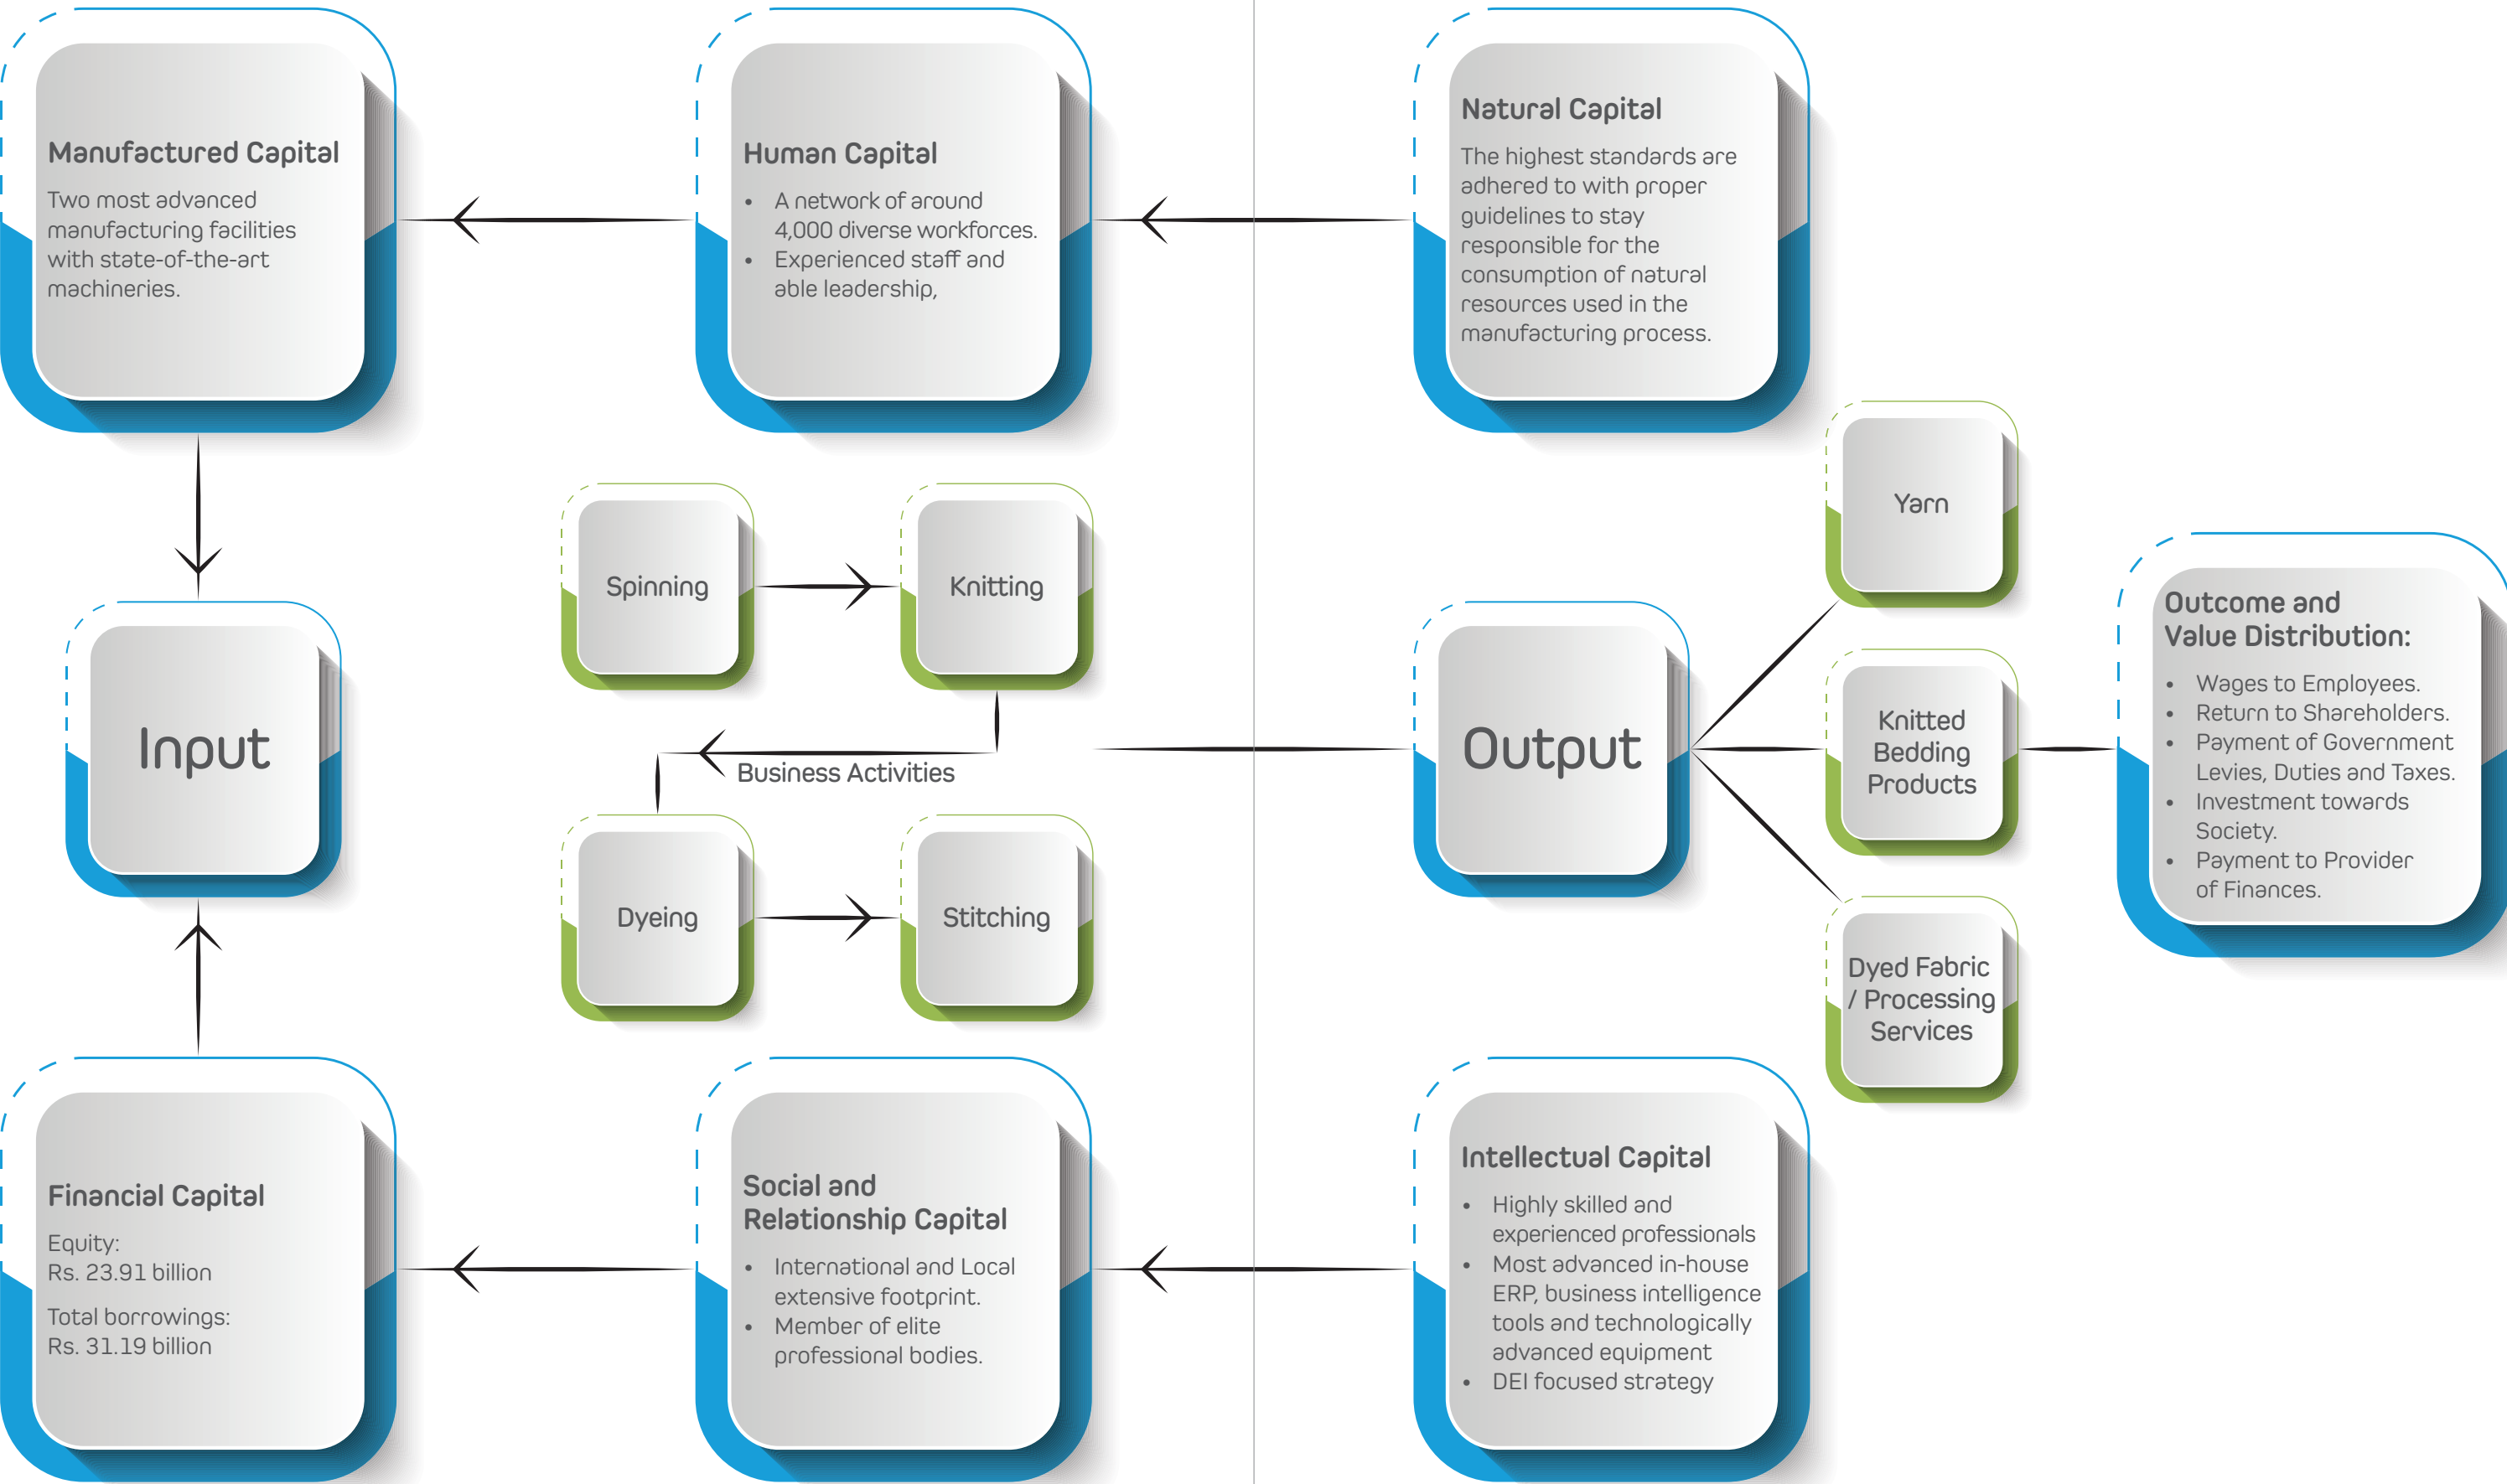 Manufactured Capital
Two most advanced
manufacturing facilities
with state-of-the-art
machineries.
Human Capital
• A network of around
4,000 diverse workforces.
• Experienced staff and
able leadership,
Natural Capital
The highest standards are
adhered to with proper
guidelines to stay
responsible for the
consumption of natural
resources used in the
manufacturing process.
Input
Spinning
Knitting
Business Activities
Dyeing
Stitching
Output
Yarn
Knitted
Bedding
Products
Dyed Fabric
/ Processing
Services
Outcome and
Value Distribution:
• Wages to Employees.
• Return to Shareholders.
• Payment of Government
Levies, Duties and Taxes.
• Investment towards
Society.
• Payment to Provider
of Finances.
Financial Capital
Equity:
Rs. 23.91 billion
Total borrowings:
Rs. 31.19 billion
Social and
Relationship Capital
• International and Local
extensive footprint.
• Member of elite
professional bodies.
Intellectual Capital
• Highly skilled and
experienced professionals
• Most advanced in-house
ERP, business intelligence
tools and technologically
advanced equipment
• DEI focused strategy